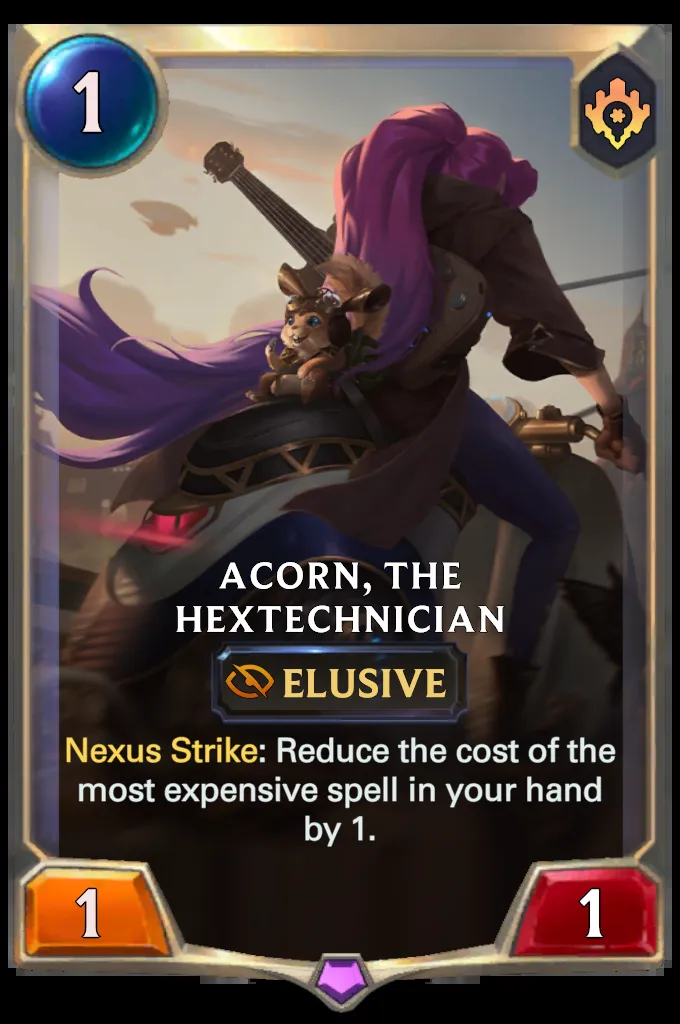 1
ACORN, THE
HEXTECHNICIAN
ELUSIVE
Nexus Strike: Reduce the cost of the
most expensive spell in your hand
by 1.
1
1